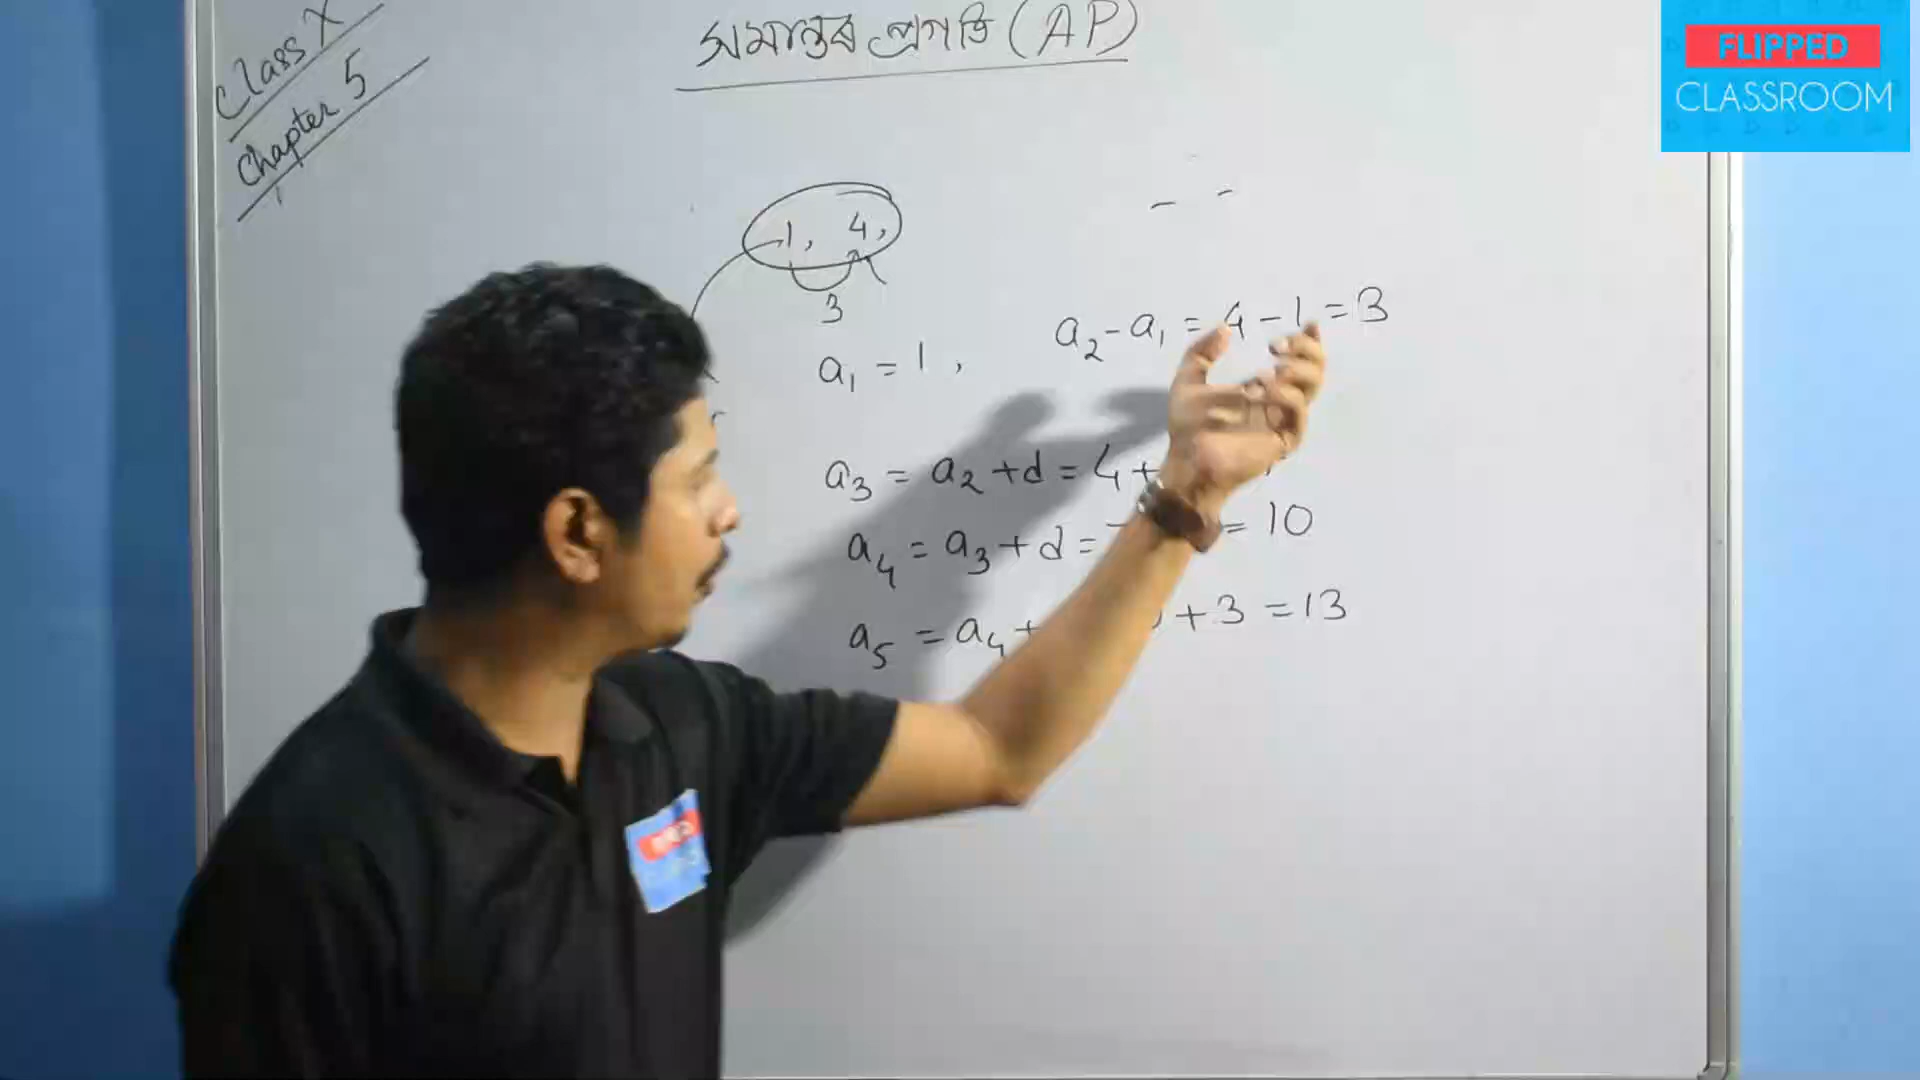 Class X
Chapter 5
সমান্তৰ প্ৰগতি (AP)
FLIPPED
CLASSROOM
1, 4,
3
a₁ = 1,
a₂ - a₁ = 4 - 1 = 3
a₃ = a₂ + d = 4 +
a₄ = a₃ + d = = 10
a₅ = a₄ + + 3 = 13